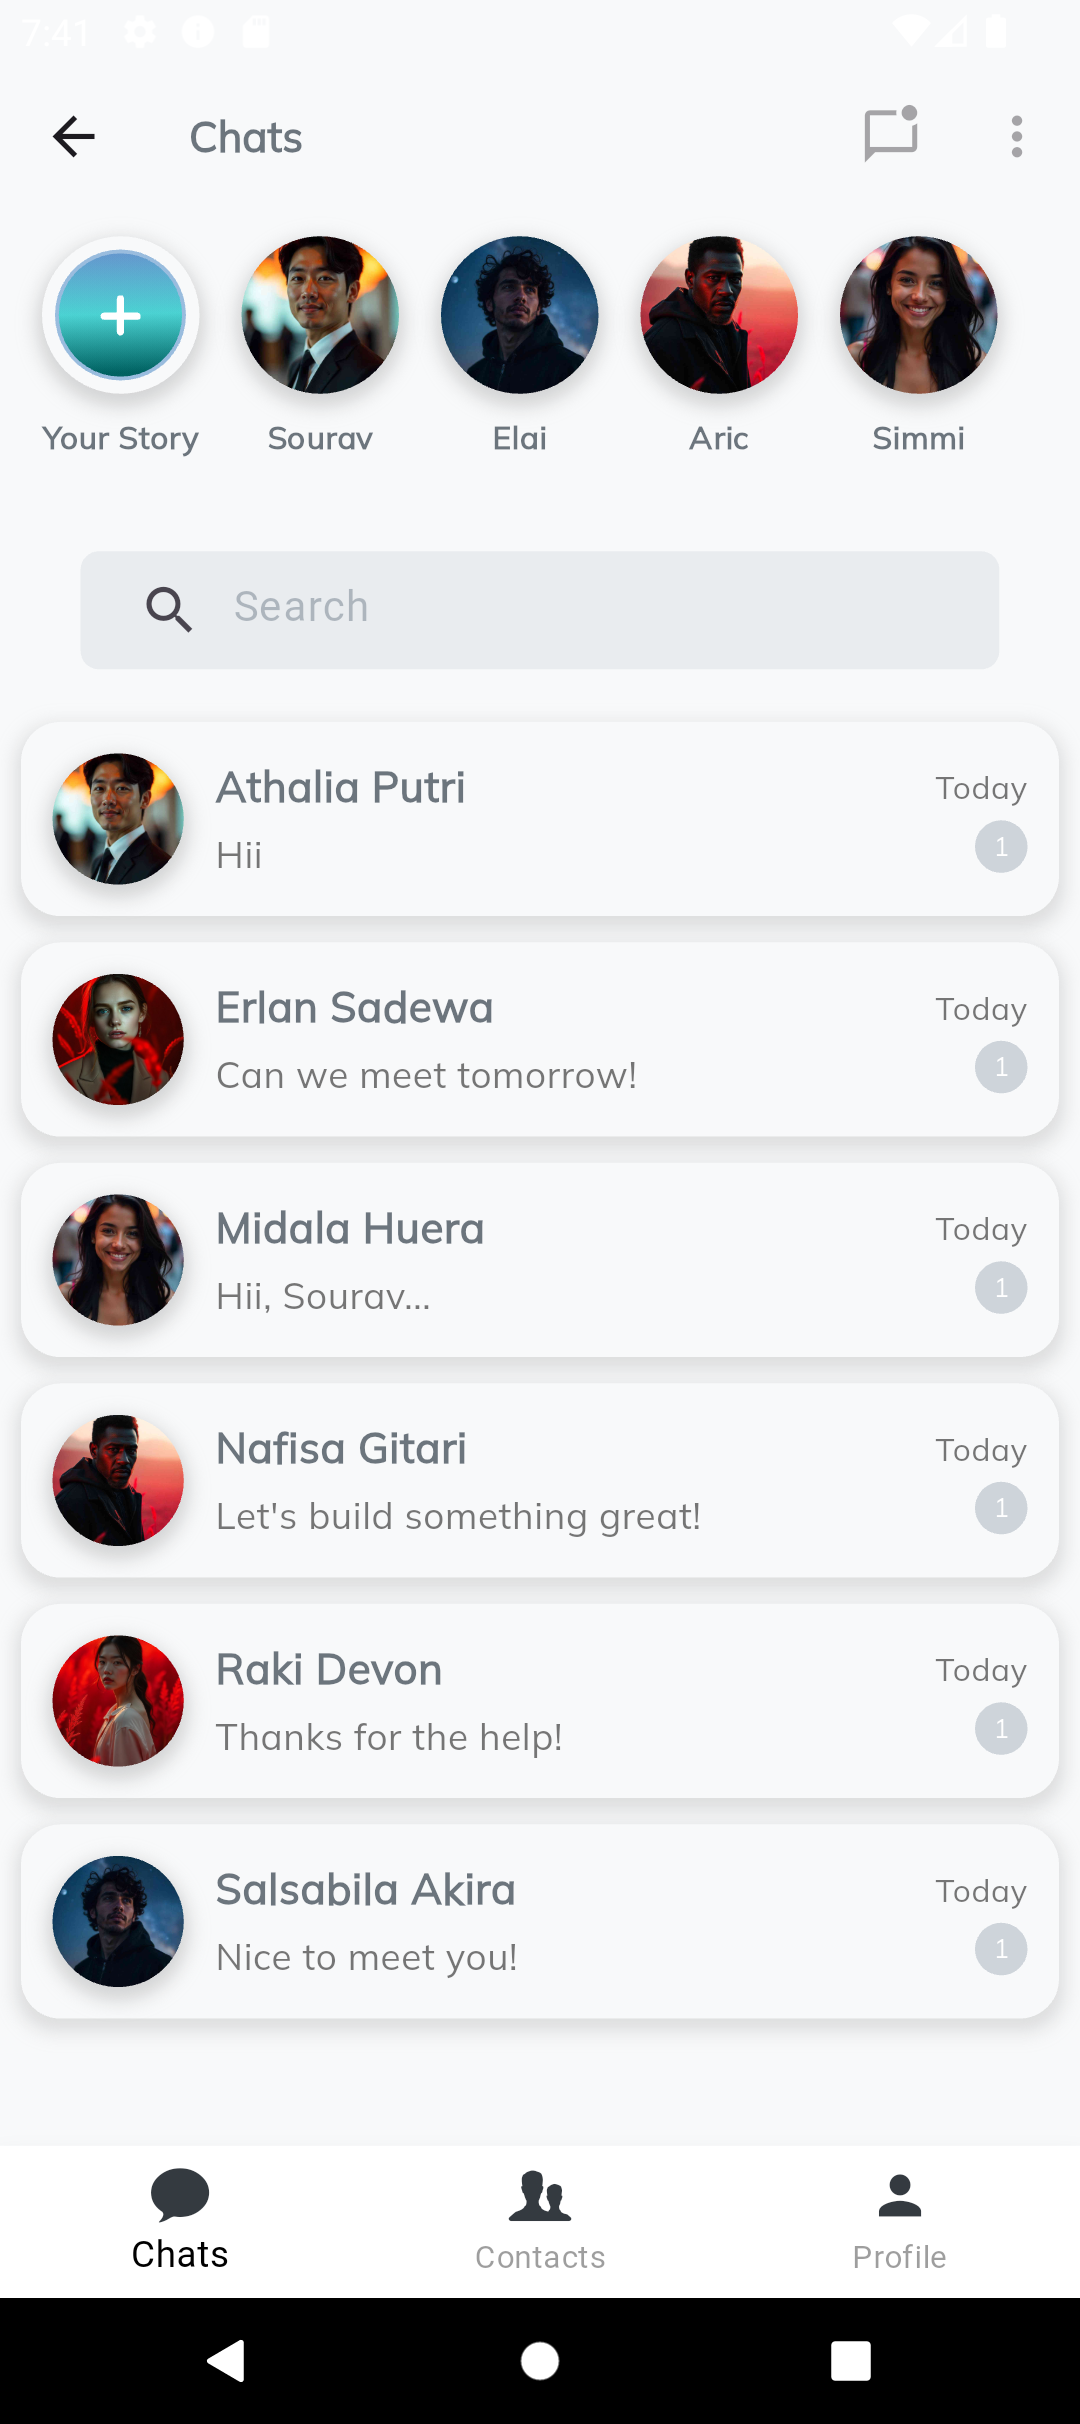 7:41
Chats
Your Story
Sourav
Elai
Aric
Simmi
Search
Athalia Putri
Today
Hii
1
Erlan Sadewa
Today
Can we meet tomorrow!
1
Midala Huera
Today
Hii, Sourav...
1
Nafisa Gitari
Today
Let's build something great!
1
Raki Devon
Today
Thanks for the help!
1
Salsabila Akira
Today
Nice to meet you!
1
Chats
Contacts
Profile